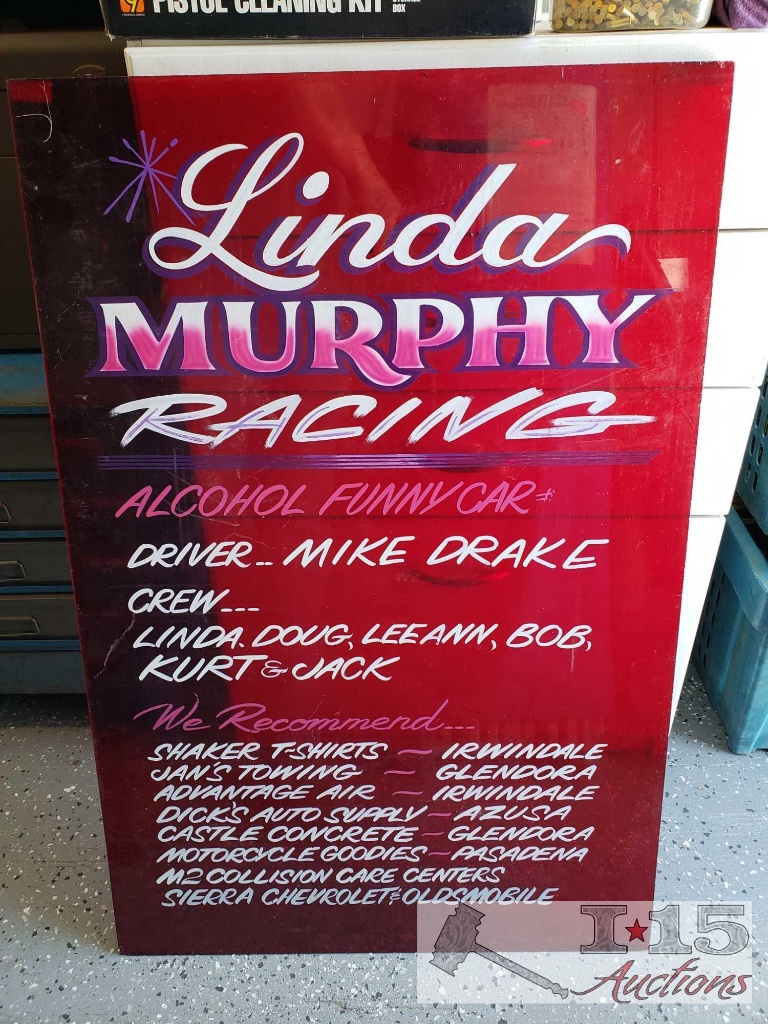 PISTOL CLEANING KIT
BOX
Linda
MURPHY
RACING
ALCOHOL FUNNY CAR
DRIVER.. MIKE DRAKE
CREW...
LINDA. DOUG, LEEANN, BOB,
KURT & JACK
We Recommend...
SHAKER T-SHIRTS ~ IRWINDALE
JAN'S TOWING ~ GLENDORA
ADVANTAGE AIR ~ IRWINDALE
DICK'S AUTO SUPPLY ~ AZUSA
CASTLE CONCRETE ~ GLENDORA
MOTORCYCLE GOODIES ~ PASADENA
M2 COLLISION CARE CENTERS
SIERRA CHEVROLET & OLDSMOBILE
I★15
Auctions